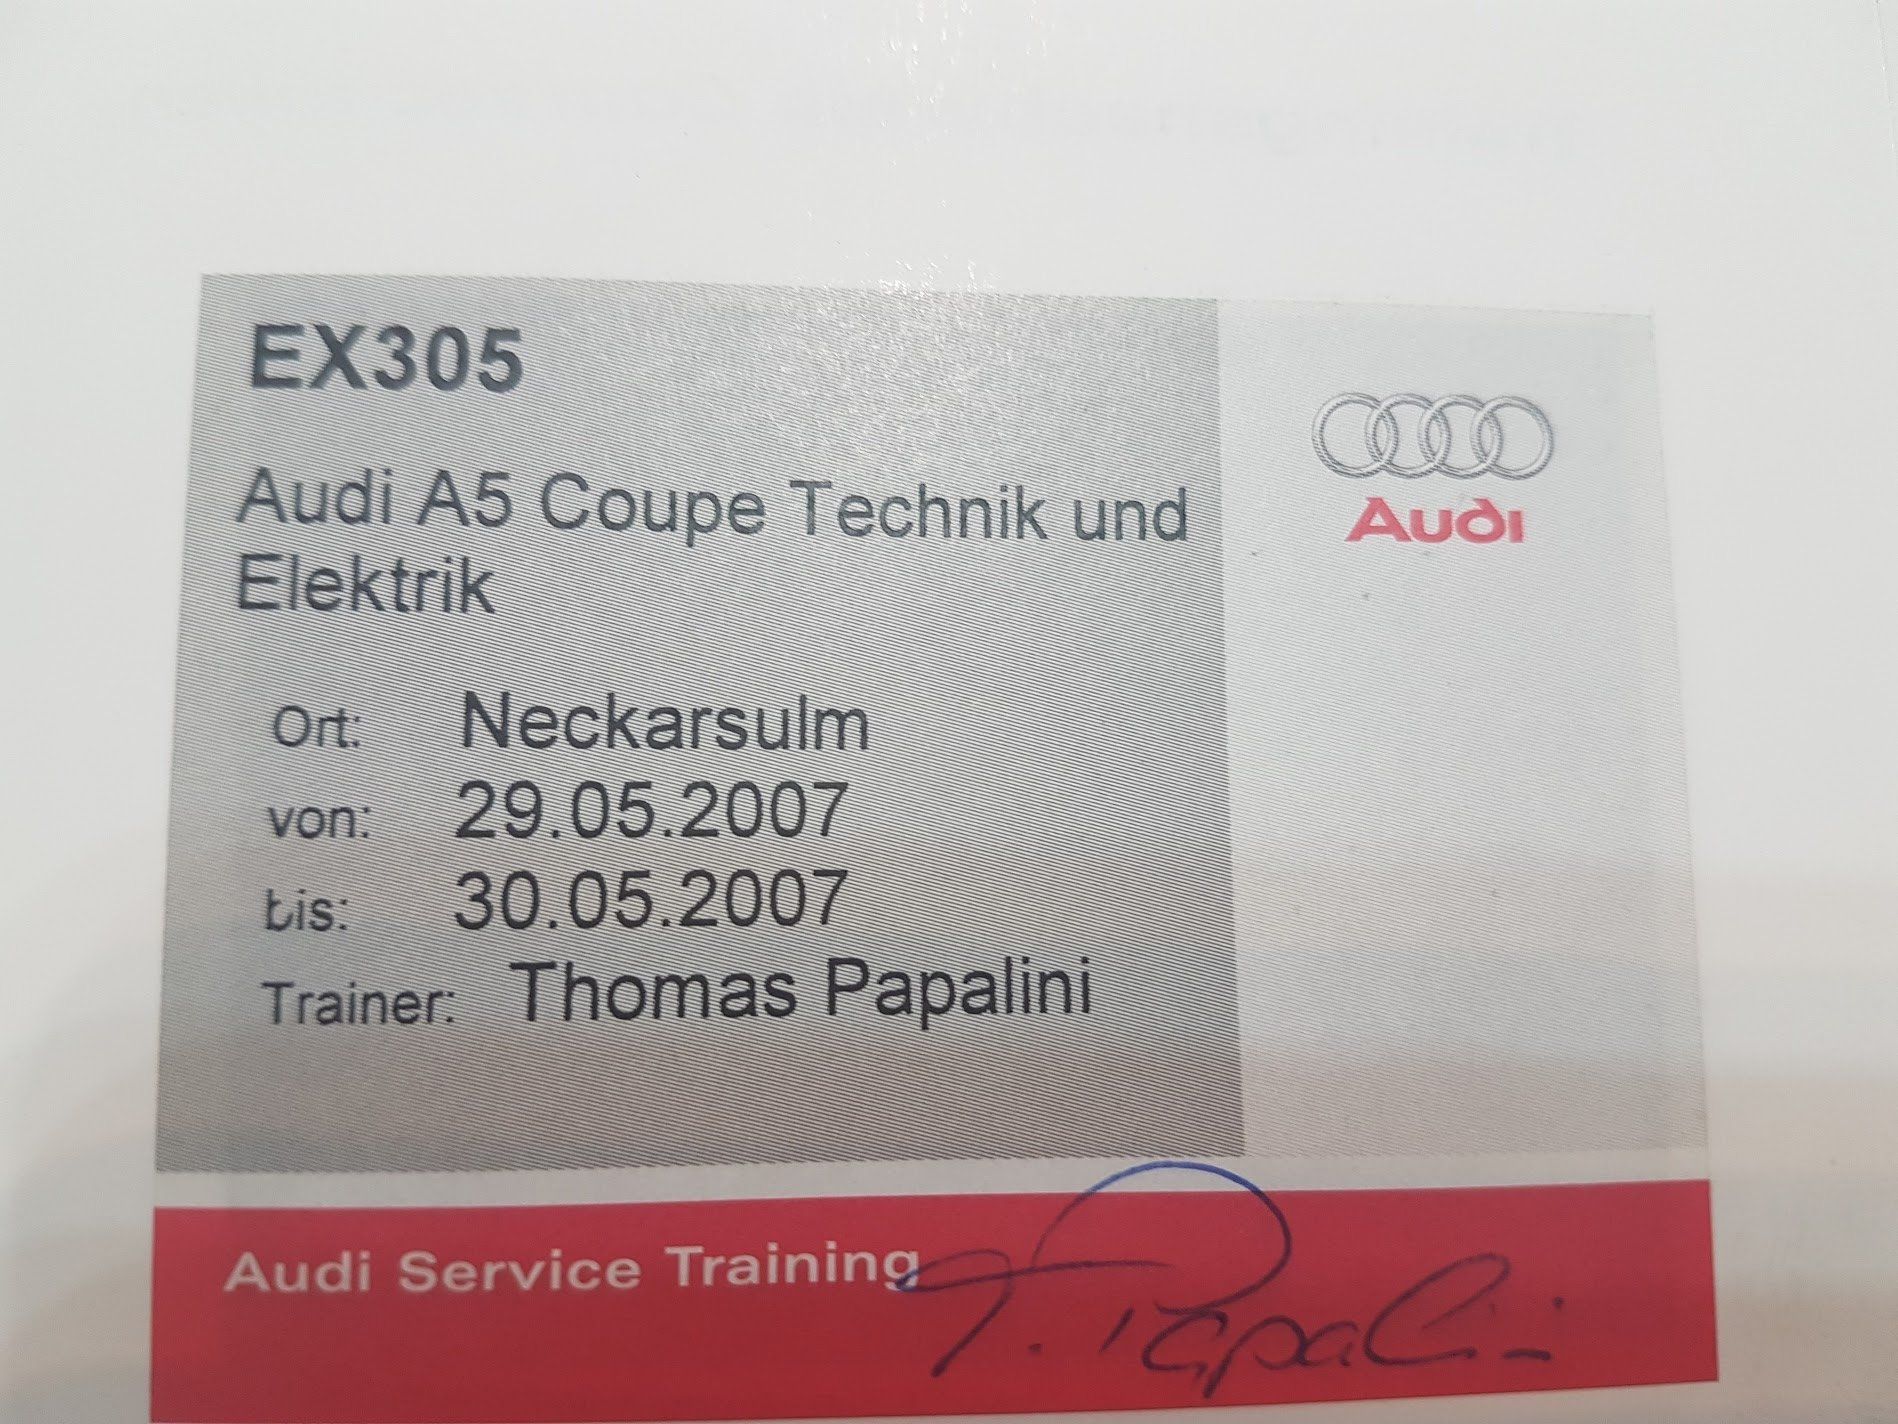 EX305
Audi A5 Coupe Technik und
Elektrik
Ort: Neckarsulm
von: 29.05.2007
bis: 30.05.2007
Trainer: Thomas Papalini
Audi
Audi Service Training
T. Papalini